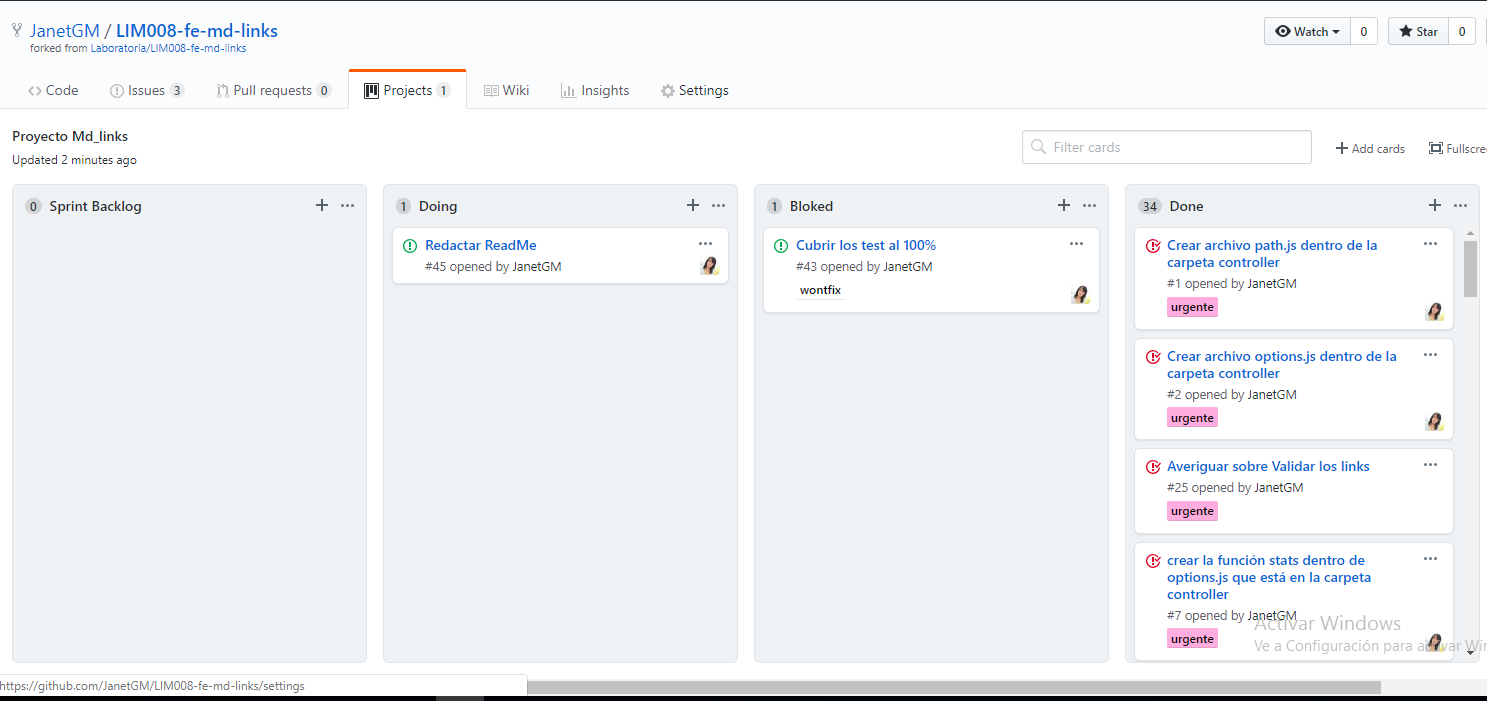 JanetGM / LIM008-fe-md-links
forked from Laboratoria/LIM008-fe-md-links
Watch 0 Star 0
Code Issues 3 Pull requests 0 Projects 1 Wiki Insights Settings
Proyecto Md_links
Updated 2 minutes ago
Filter cards
Add cards
Fullscre
0 Sprint Backlog
1 Doing
Redactar ReadMe
#45 opened by JanetGM
1 Bloked
Cubrir los test al 100%
#43 opened by JanetGM
wontfix
34 Done
Crear archivo path.js dentro de la
carpeta controller
#1 opened by JanetGM
urgente
Crear archivo options.js dentro de la
carpeta controller
#2 opened by JanetGM
urgente
Averiguar sobre Validar los links
#25 opened by JanetGM
urgente
crear la función stats dentro de
options.js que está en la carpeta
controller
#7 opened by JanetGM
urgente
Activar Windows
Ve a Configuración para activar Win
https://github.com/JanetGM/LIM008-fe-md-links/settings